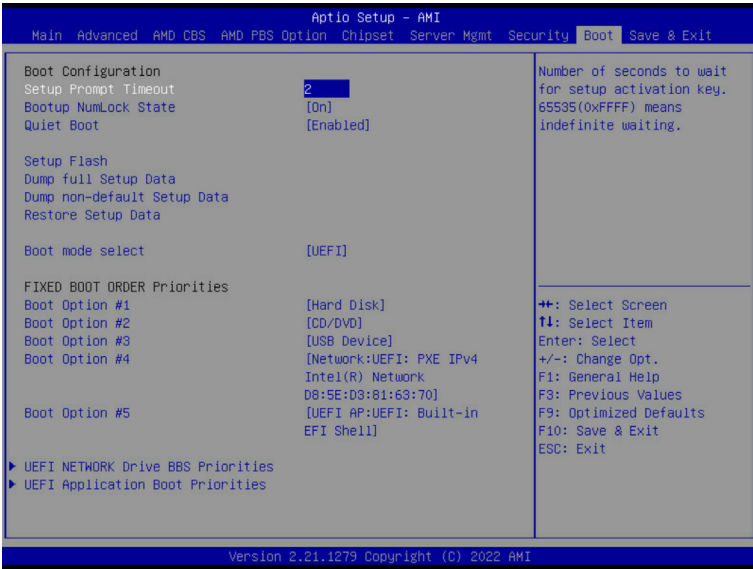 Aptio Setup - AMI
Main Advanced AMD CBS AMD PBS Option Chipset Server Mgmt Security Boot Save & Exit
Boot Configuration
Setup Prompt Timeout 2
Bootup NumLock State [On]
Quiet Boot [Enabled]
Setup Flash
Dump full Setup Data
Dump non-default Setup Data
Restore Setup Data
Boot mode select [UEFI]
FIXED BOOT ORDER Priorities
Boot Option #1 [Hard Disk]
Boot Option #2 [CD/DVD]
Boot Option #3 [USB Device]
Boot Option #4 [Network:UEFI: PXE IPv4
Intel(R) Network
D8:5E:D3:81:63:70]
Boot Option #5 [UEFI AP:UEFI: Built-in
EFI Shell]
UEFI NETWORK Drive BBS Priorities
UEFI Application Boot Priorities
Number of seconds to wait
for setup activation key.
65535(0xFFFF) means
indefinite waiting.
→←: Select Screen
↑↓: Select Item
Enter: Select
+/-: Change Opt.
F1: General Help
F3: Previous Values
F9: Optimized Defaults
F10: Save & Exit
ESC: Exit
Version 2.21.1279 Copyright (C) 2022 AMI